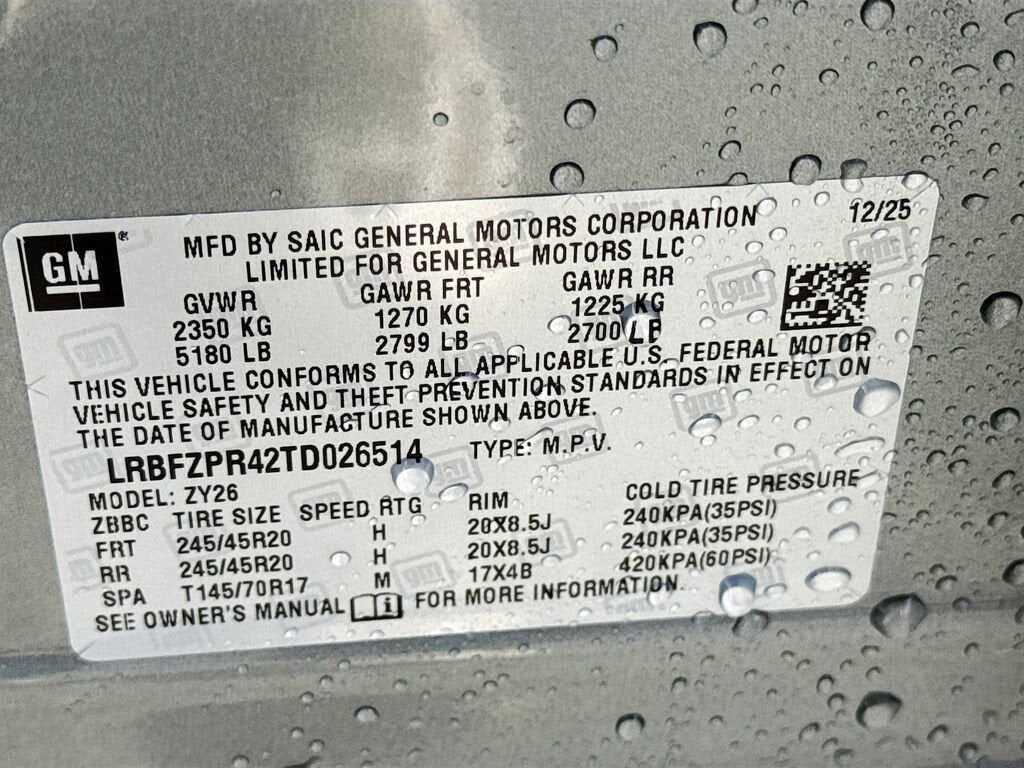 GM
®
MFD BY SAIC GENERAL MOTORS CORPORATION
12/25
LIMITED FOR GENERAL MOTORS LLC
GVWR GAWR FRT GAWR RR
2350 KG 1270 KG 1225 KG
5180 LB 2799 LB 2700 LB
THIS VEHICLE CONFORMS TO ALL APPLICABLE U.S. FEDERAL MOTOR
VEHICLE SAFETY AND THEFT PREVENTION STANDARDS IN EFFECT ON
THE DATE OF MANUFACTURE SHOWN ABOVE.
LRBFZPR42TD026514 TYPE: M.P.V.
MODEL: ZY26
ZBBC TIRE SIZE SPEED RTG RIM COLD TIRE PRESSURE
FRT 245/45R20 H 20X8.5J 240KPA(35PSI)
RR 245/45R20 H 20X8.5J 240KPA(35PSI)
SPA T145/70R17 M 17X4B 420KPA(60PSI)
SEE OWNER'S MANUAL FOR MORE INFORMATION.